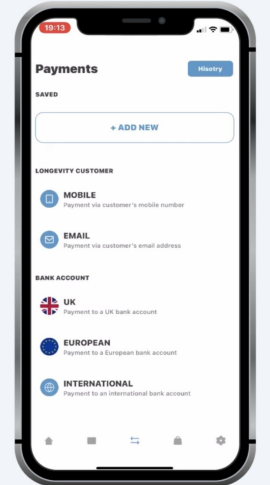 19:13
Payments
Hisotry
SAVED
+ ADD NEW
LONGEVITY CUSTOMER
MOBILE
Payment via customer's mobile number
EMAIL
Payment via customer's email address
BANK ACCOUNT
UK
Payment to a UK bank account
EUROPEAN
Payment to a European bank account
INTERNATIONAL
Payment to an international bank account